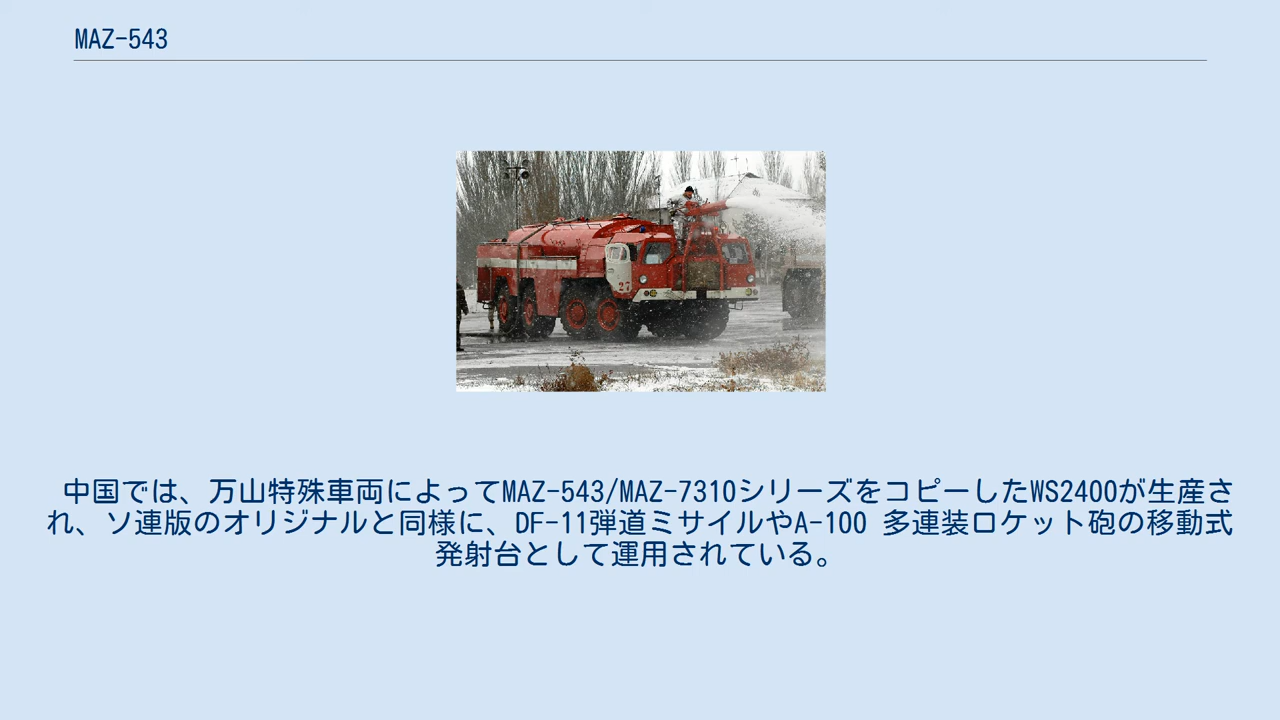 MAZ-543
27
中国では、万山特殊車両によってMAZ-543/MAZ-7310シリーズをコピーしたWS2400が生産さ
れ、ソ連版のオリジナルと同様に、DF-11弾道ミサイルやA-100 多連装ロケット砲の移動式
発射台として運用されている。